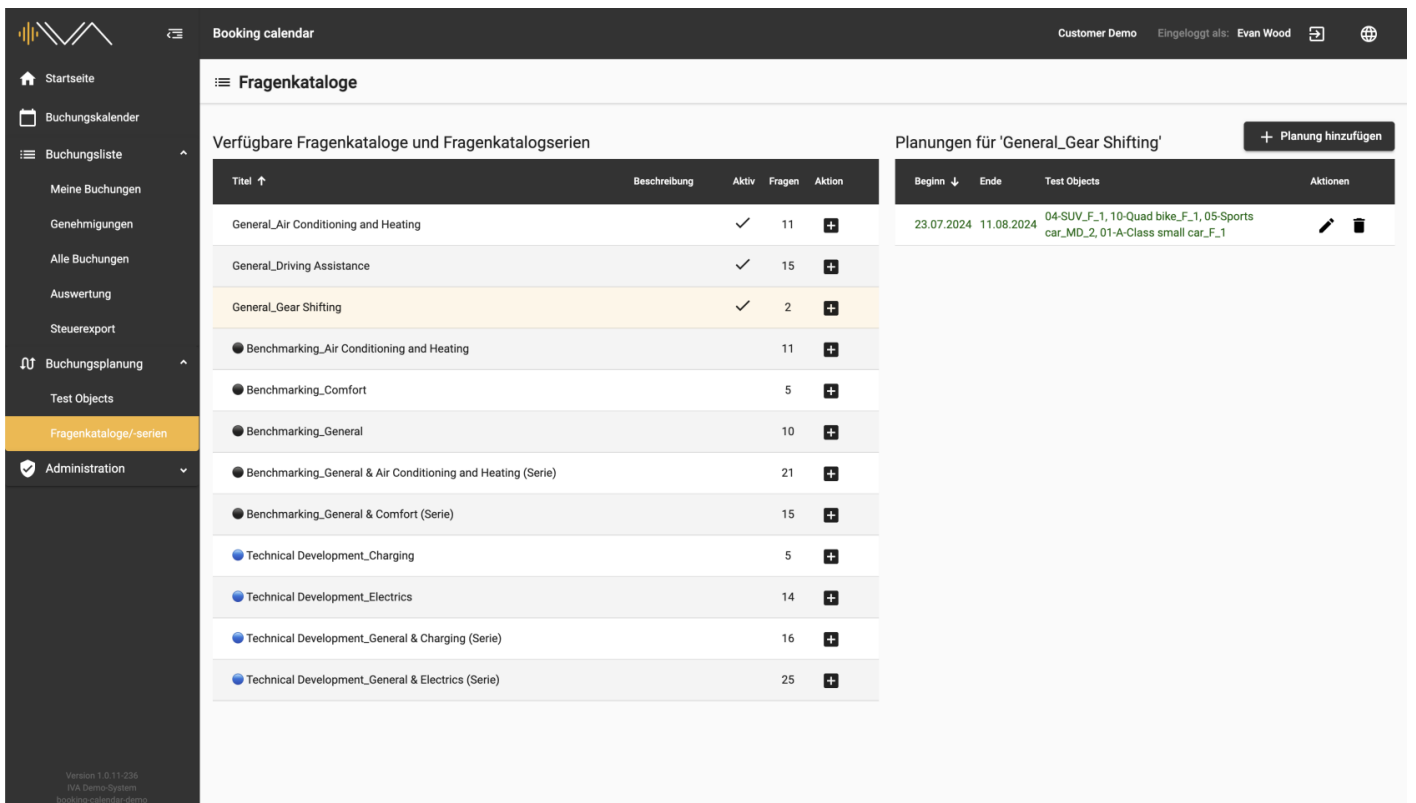 IVA
Booking calendar
Customer Demo Eingeloggt als: Evan Wood
Startseite
Buchungskalender
Buchungsliste
Meine Buchungen
Genehmigungen
Alle Buchungen
Auswertung
Steuerexport
Buchungsplanung
Test Objects
Fragenkataloge/-serien
Administration
Version 1.0.11-236
IVA Demo-System
booking-calendar-demo
Fragenkataloge
Verfügbare Fragenkataloge und Fragenkatalogserien
Titel Beschreibung Aktiv Fragen Aktion
General_Air Conditioning and Heating 11
General_Driving Assistance 15
General_Gear Shifting 2
Benchmarking_Air Conditioning and Heating 11
Benchmarking_Comfort 5
Benchmarking_General 10
Benchmarking_General & Air Conditioning and Heating (Serie) 21
Benchmarking_General & Comfort (Serie) 15
Technical Development_Charging 5
Technical Development_Electrics 14
Technical Development_General & Charging (Serie) 16
Technical Development_General & Electrics (Serie) 25
Planungen für 'General_Gear Shifting'
Planung hinzufügen
Beginn Ende Test Objects Aktionen
23.07.2024 11.08.2024 04-SUV_F_1, 10-Quad bike_F_1, 05-Sports
car_MD_2, 01-A-Class small car_F_1